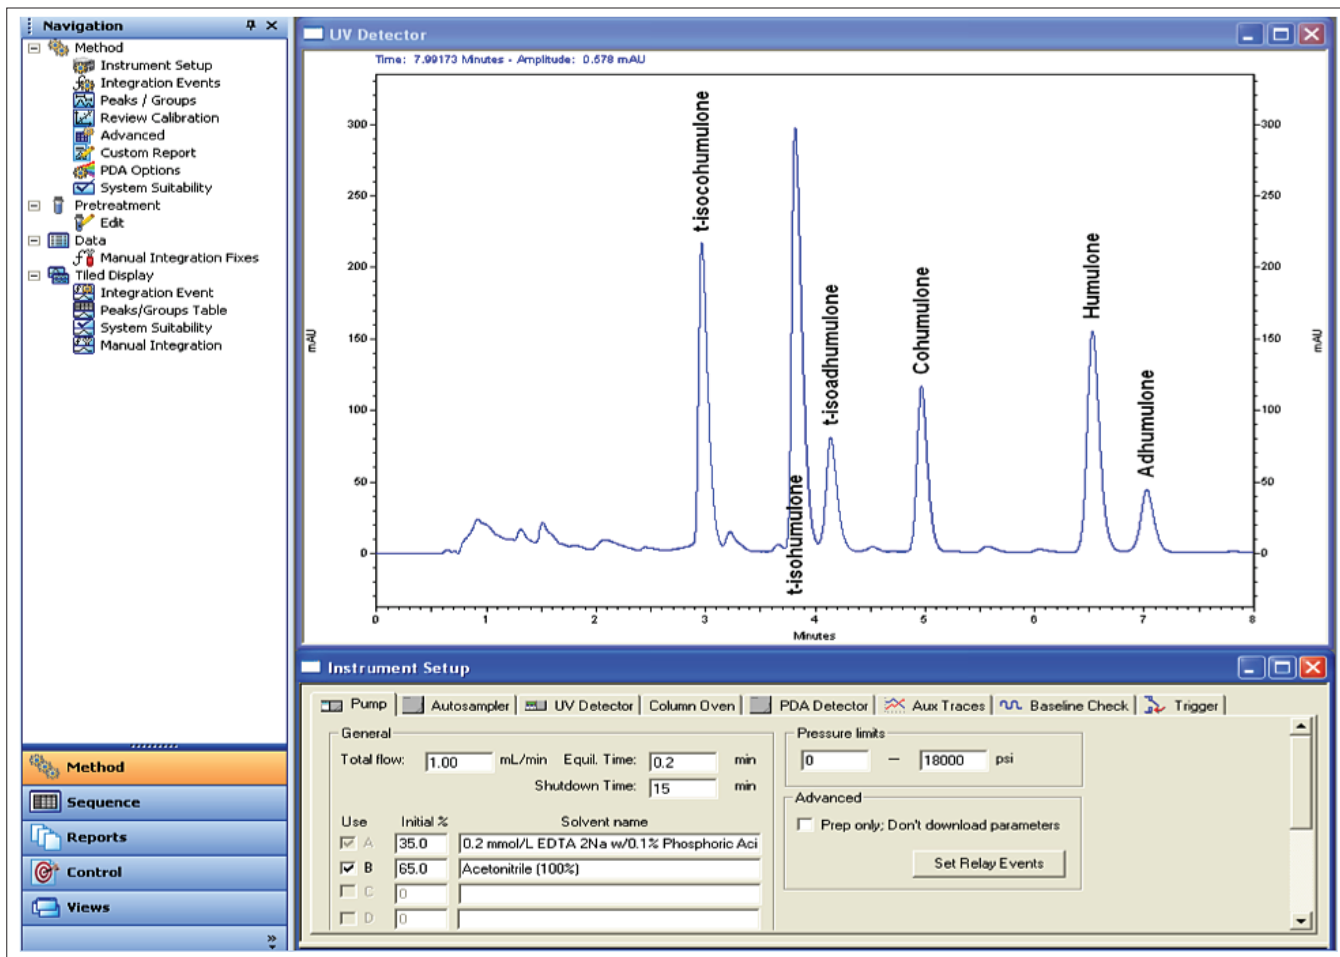 Navigation
Method
Instrument Setup
Integration Events
Peaks / Groups
Review Calibration
Advanced
Custom Report
PDA Options
System Suitability
Pretreatment
Edit
Data
Manual Integration Fixes
Tiled Display
Integration Event
Peaks/Groups Table
System Suitability
Manual Integration
Method
Sequence
Reports
Control
Views
»
UV Detector
Time: 7.99173 Minutes - Amplitude: 0.578 mAU
300
250
200
150
100
50
0
mAU
t-isocohumulone
t-isohumulone
t-isoadhumulone
Cohumulone
Humulone
Adhumulone
300
250
200
150
100
50
0
mAU
0 1 2 3 4 5 6 7 8
Minutes
Instrument Setup
Pump Autosampler UV Detector Column Oven PDA Detector Aux Traces Baseline Check Trigger
General
Total flow: 1.00 mL/min Equil. Time: 0.2 min
Shutdown Time: 15 min
Use Initial % Solvent name
A 35.0 0.2 mmol/L EDTA 2Na w/0.1% Phosphoric Aci
B 65.0 Acetonitrile (100%)
C 0
D 0
Pressure limits
0 – 18000 psi
Advanced
Prep only; Don't download parameters
Set Relay Events